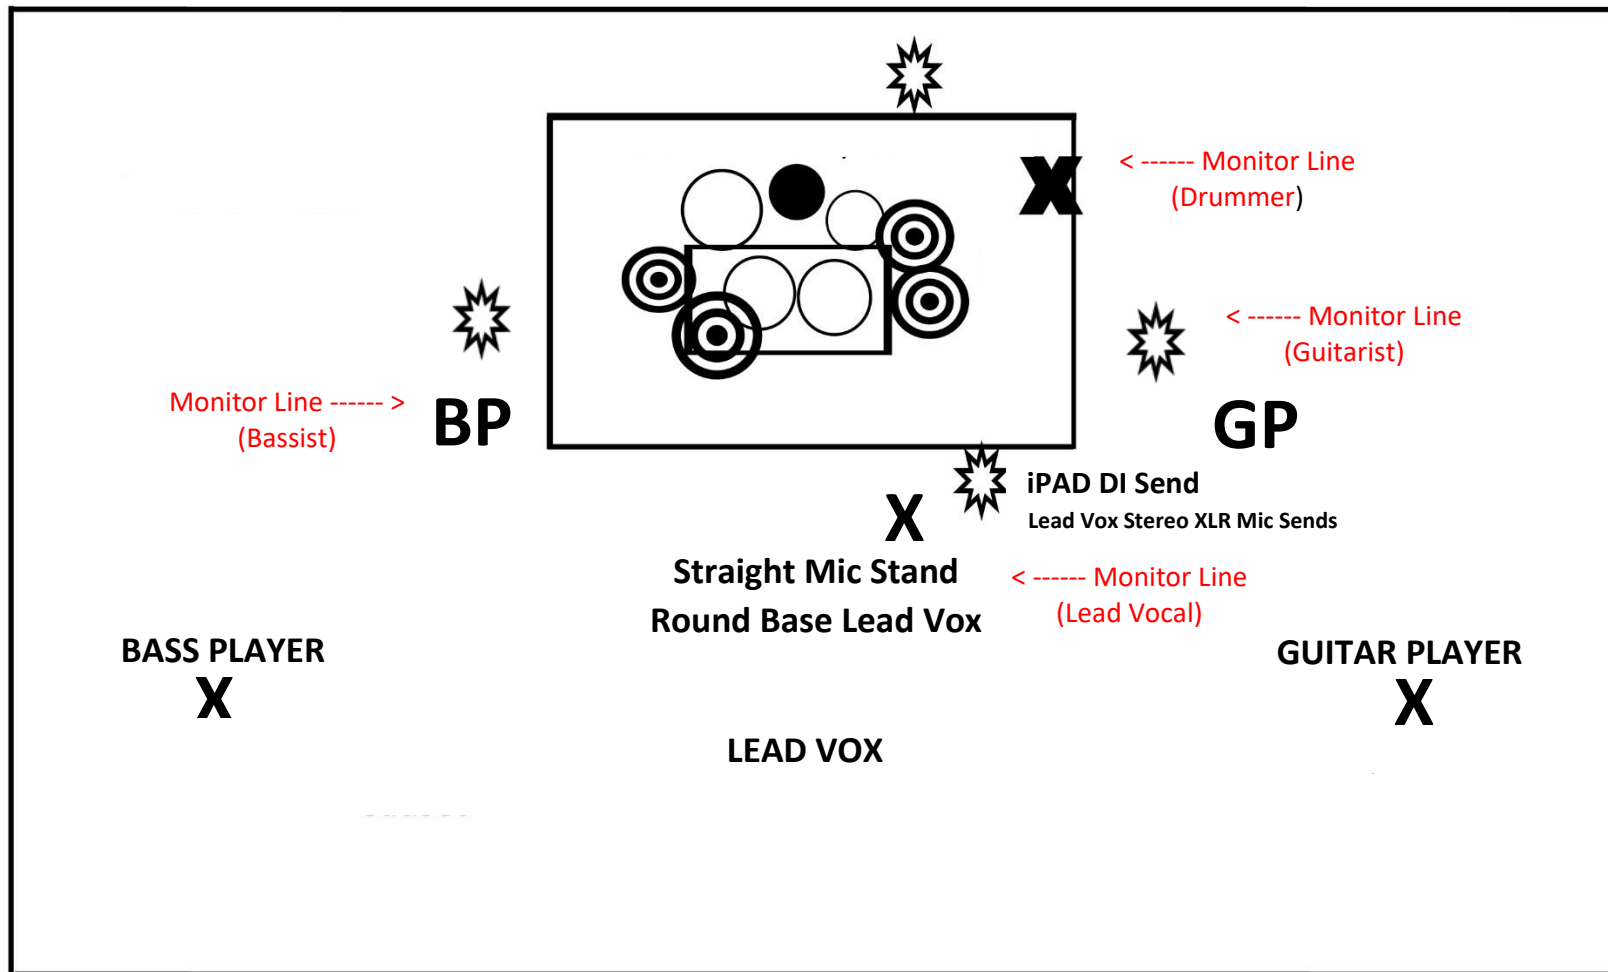 X
< ------ Monitor Line
(Drummer)
< ------ Monitor Line
(Guitarist)
Monitor Line ------ >
(Bassist)
BP
GP
iPAD DI Send
Lead Vox Stereo XLR Mic Sends
X
Straight Mic Stand
Round Base Lead Vox
< ------ Monitor Line
(Lead Vocal)
BASS PLAYER
X
GUITAR PLAYER
X
LEAD VOX